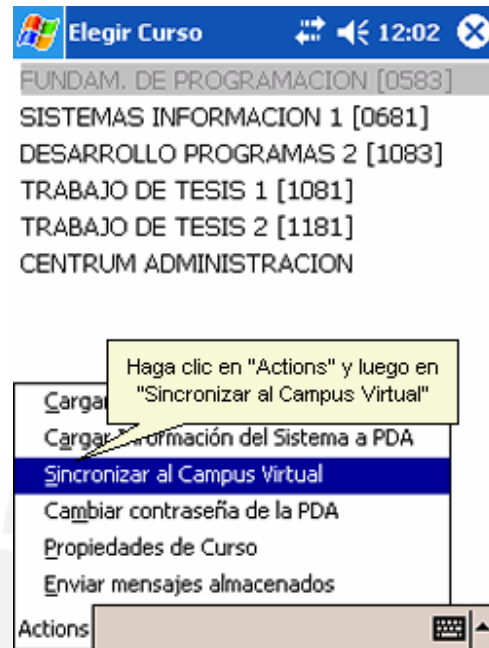 Elegir Curso 12:02
FUNDAM. DE PROGRAMACION [0583]
SISTEMAS INFORMACION 1 [0681]
DESARROLLO PROGRAMAS 2 [1083]
TRABAJO DE TESIS 1 [1081]
TRABAJO DE TESIS 2 [1181]
CENTRUM ADMINISTRACION
Haga clic en "Actions" y luego en
"Sincronizar al Campus Virtual"
Cargar Información del Sistema a PDA
Sincronizar al Campus Virtual
Cambiar contraseña de la PDA
Propiedades de Curso
Enviar mensajes almacenados
Actions